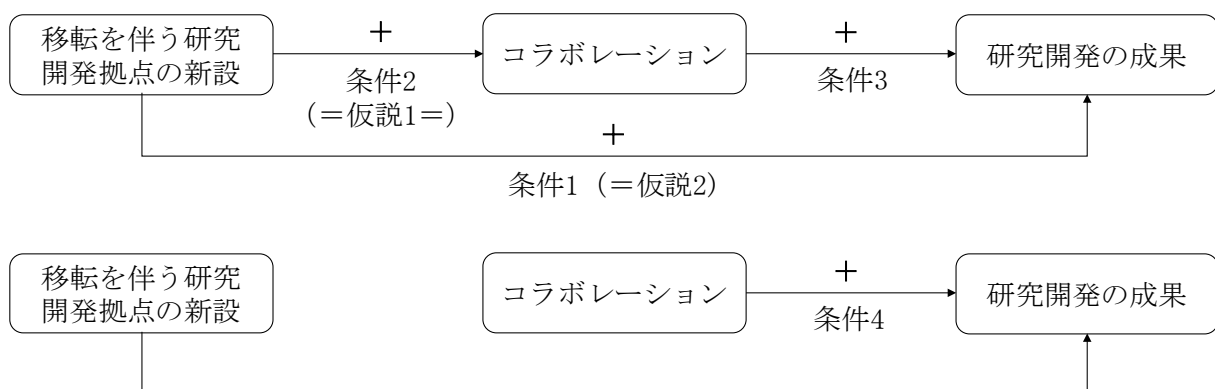 移転を伴う研究
開発拠点の新設
+
条件2
(=仮説1=)
コラボレーション
+
条件3
研究開発の成果
+
条件1 (=仮説2)
移転を伴う研究
開発拠点の新設
コラボレーション
+
条件4
研究開発の成果